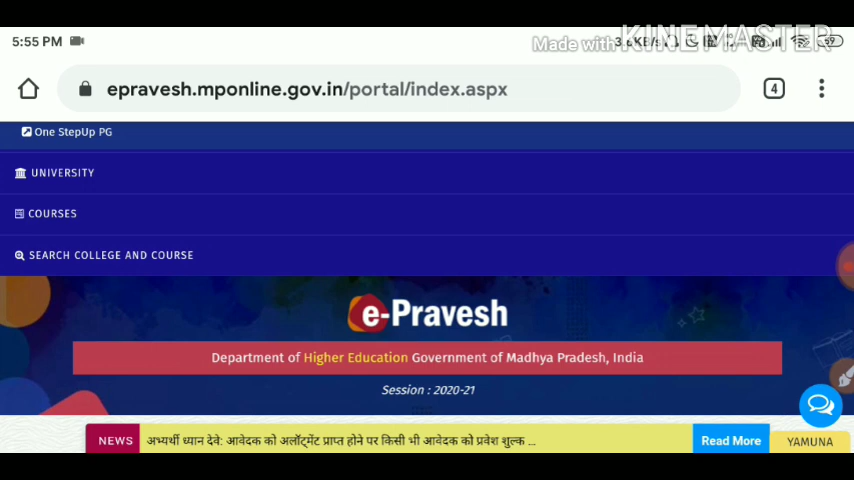 5:55 PM
Made with KINEMASTER
epravesh.mponline.gov.in/portal/index.aspx
4
One StepUp PG
UNIVERSITY
COURSES
SEARCH COLLEGE AND COURSE
e-Pravesh
Department of Higher Education Government of Madhya Pradesh, India
Session : 2020-21
NEWS अभ्यर्थी ध्यान देवे: आवेदक को अलॉट्मेंट प्राप्त होने पर किसी भी आवेदक को प्रवेश शुल्क ... Read More
YAMUNA